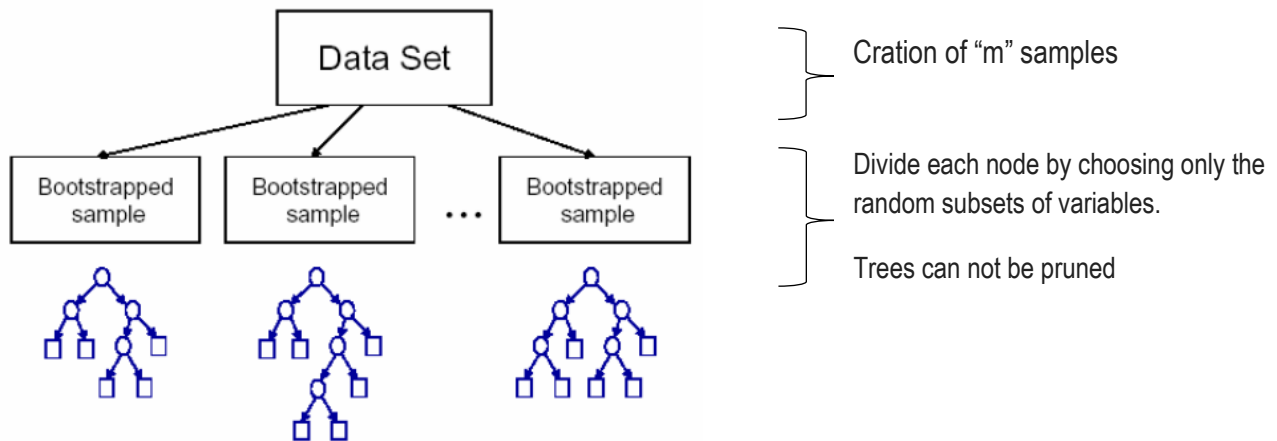 Data Set
Cration of “m” samples
Bootstrapped
sample
Bootstrapped
sample
...
Bootstrapped
sample
Divide each node by choosing only the
random subsets of variables.
Trees can not be pruned